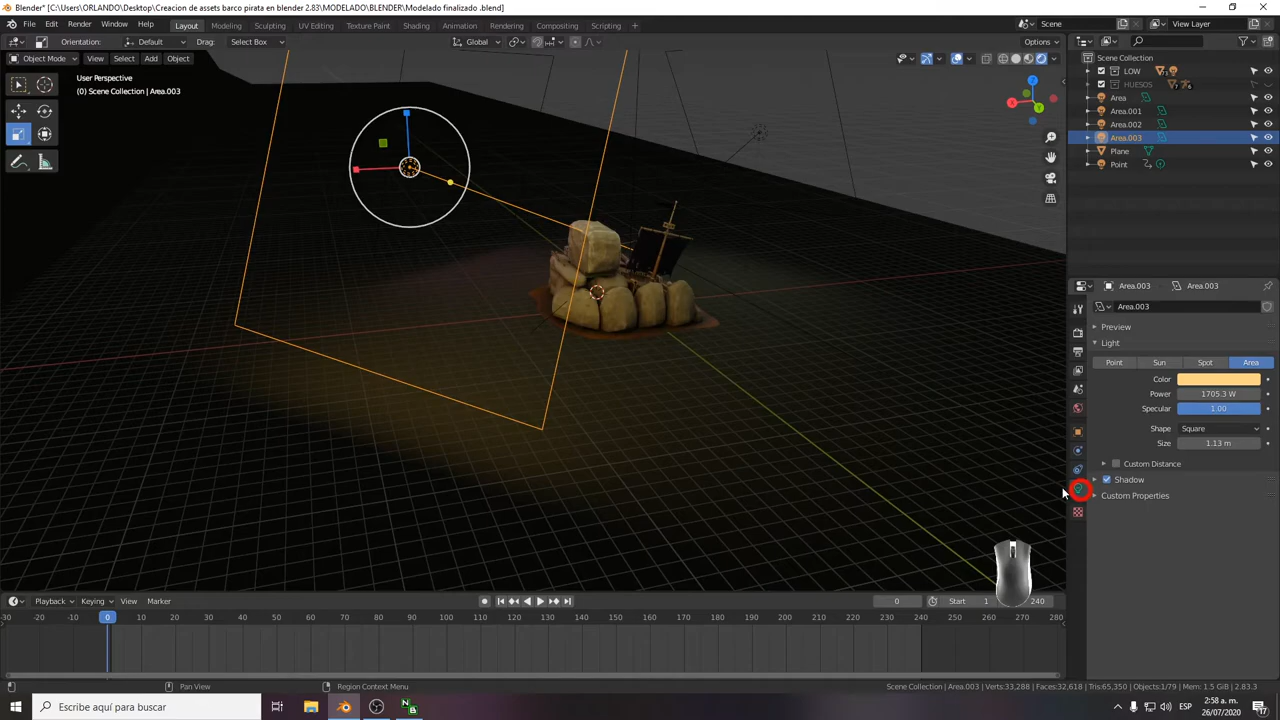 Blender* [C:\Users\ORLANDO\Desktop\Creacion de assets barco pirata en blender 2.83\MODELADO\BLENDER\Modelado finalizado .blend]
File Edit Render Window Help Layout Modeling Sculpting UV Editing Texture Paint Shading Animation Rendering Compositing Scripting Scene View Layer
Orientation: Default Drag: Select Box Global Options
Object Mode View Select Add Object
User Perspective
(0) Scene Collection | Area.003
Scene Collection
LOW
HUESOS
Area
Area.001
Area.002
Area.003
Plane
Point
Area.003 Area.003
Area.003
Preview
Light
Point Sun Spot Area
Color
Power 1705.3 W
Specular 1.00
Shape Square
Size 1.13 m
Custom Distance
Shadow
Custom Properties
Playback Keying View Marker 0 Start 1 240
-30 -20 -10 0 10 20 30 40 50 60 70 80 90 100 110 120 130 140 150 160 170 180 190 200 210 220 230 240 250 260 270 280
Pan View Region Context Menu Scene Collection | Area.003 | Verts:33,288 | Faces:32,618 | Tris:65,350 | Objects:1/79 | Mem: 1.5 GiB | 2.83.3
Escribe aquí para buscar ESP 2:58 a. m.
26/07/2020 17